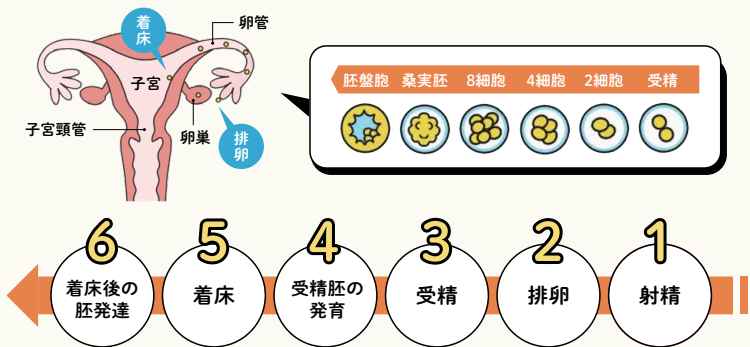 着床
卵管
子宮
子宮頸管
卵巣
排卵
胚盤胞 桑実胚 8細胞 4細胞 2細胞 受精
6 5 4 3 2 1
着床後の
胚発達
着床
受精胚の
発育
受精
排卵
射精